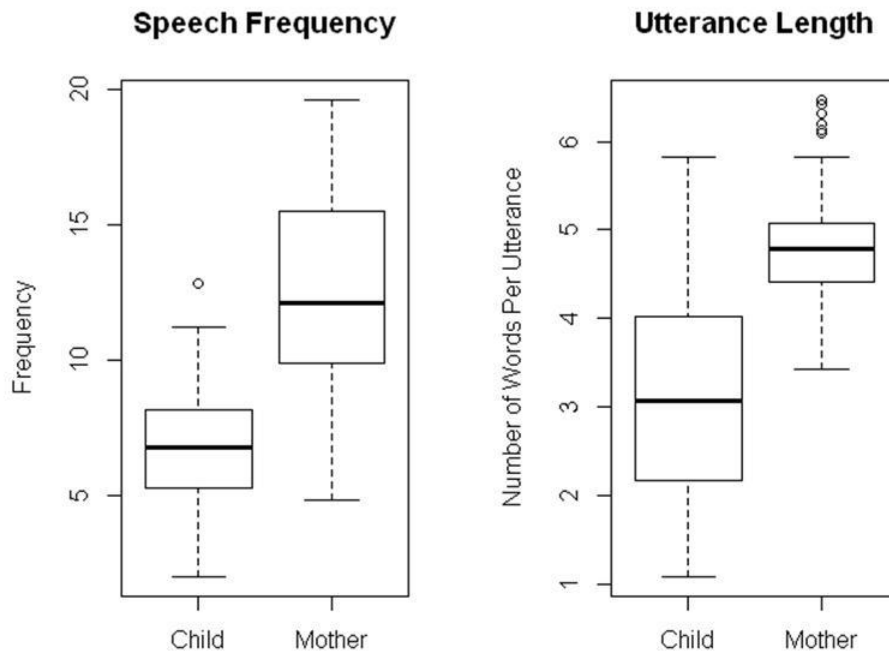 Speech Frequency
Frequency
20
15
10
5
Child
Mother
Utterance Length
Number of Words Per Utterance
6
5
4
3
2
1
Child
Mother